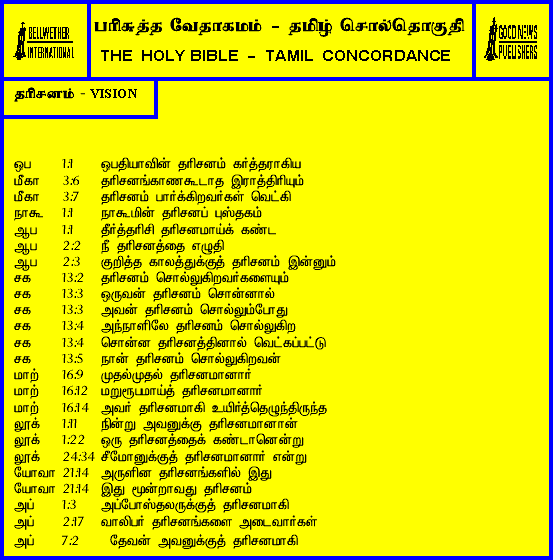 BELLWETHER
INTERNATIONAL
பரிசுத்த வேதாகமம் - தமிழ் சொல்தொகுதி
THE HOLY BIBLE - TAMIL CONCORDANCE
GOOD NEWS
PUBLISHERS
தரிசனம் - VISION
ஒப 1:1 ஒபதியாவின் தரிசனம் கர்த்தராகிய
மீகா 3:6 தரிசனங்காணகூடாத இராத்திரியும்
மீகா 3:7 தரிசனம் பார்க்கிறவர்கள் வெட்கி
நாகூ 1:1 நாகூமின் தரிசனப் புஸ்தகம்
ஆப 1:1 தீர்த்தரிசி தரிசனமாய்க் கண்ட
ஆப 2:2 நீ தரிசனத்தை எழுதி
ஆப 2:3 குறித்த காலத்துக்குத் தரிசனம் இன்னும்
சக 13:2 தரிசனம் சொல்லுகிறவர்களையும்
சக 13:3 ஒருவன் தரிசனம் சொன்னால்
சக 13:3 அவன் தரிசனம் சொல்லும்போது
சக 13:4 அந்நாளிலே தரிசனம் சொல்லுகிற
சக 13:4 சொன்ன தரிசனத்தினால் வெட்கப்பட்டு
சக 13:5 நான் தரிசனம் சொல்லுகிறவன்
மாற் 16:9 முதல்முதல் தரிசனமானார்
மாற் 16:12 மறுரூபமாய்த் தரிசனமானார்
மாற் 16:14 அவர் தரிசனமாகி உயிர்த்தெழுந்திருந்த
லூக் 1:11 நின்று அவனுக்கு தரிசனமானான்
லூக் 1:22 ஒரு தரிசனத்தைக் கண்டானென்று
லூக் 24:34 சீமோனுக்குத் தரிசனமானார் என்று
யோவா 21:14 அருளின தரிசனங்களில் இது
யோவா 21:14 இது மூன்றாவது தரிசனம்
அப் 1:3 அப்போஸ்தலருக்குத் தரிசனமாகி
அப் 2:17 வாலிபர் தரிசனங்களை அடைவார்கள்
அப் 7:2 தேவன் அவனுக்குத் தரிசனமாகி